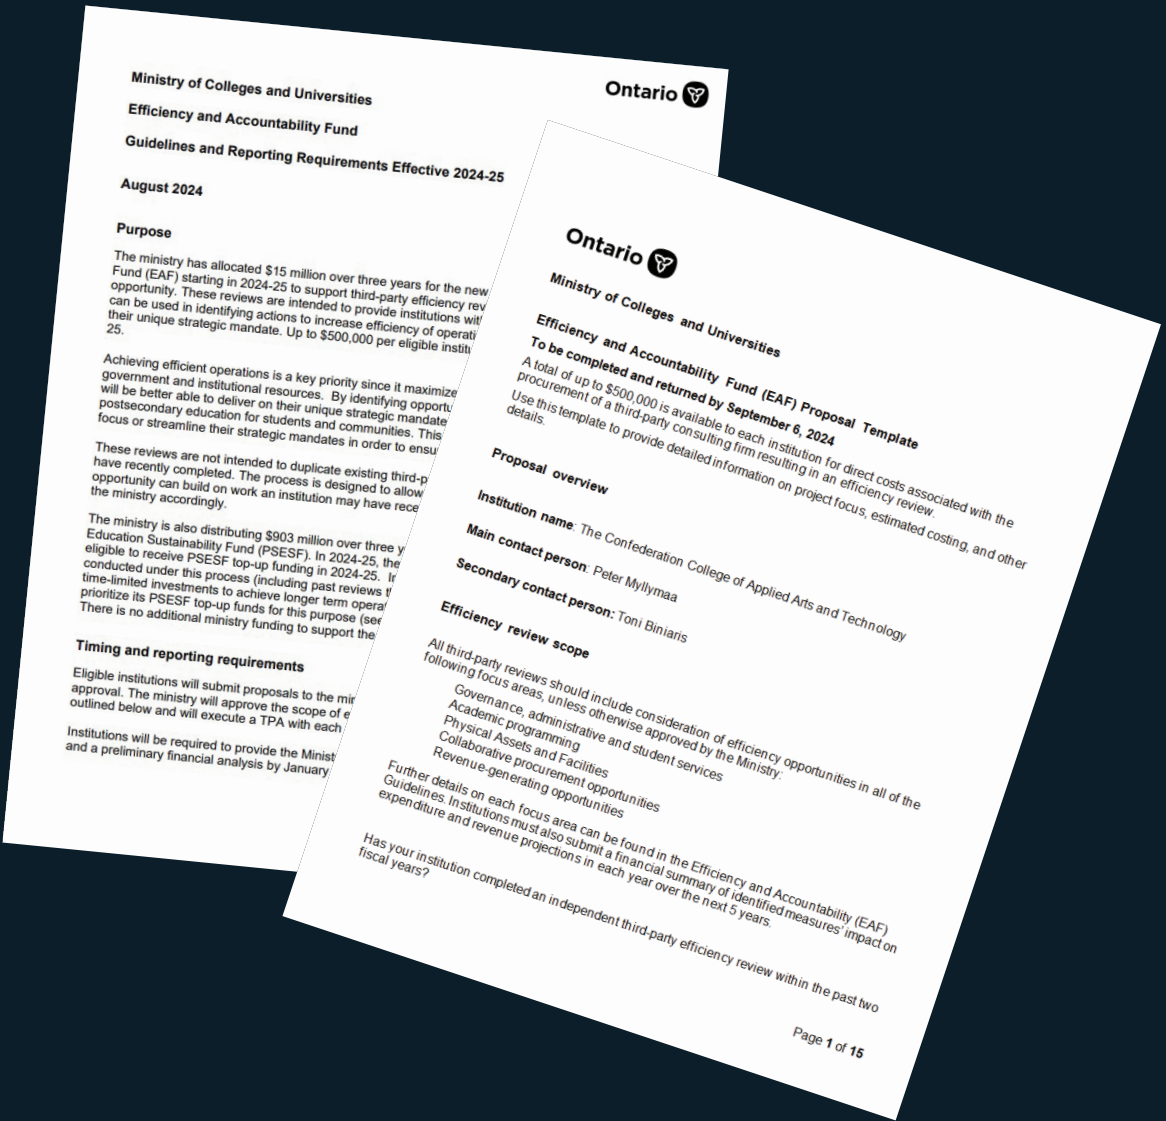 Ontario
Ministry of Colleges and Universities
Efficiency and Accountability Fund
Guidelines and Reporting Requirements Effective 2024-25
August 2024
Purpose
The ministry has allocated $15 million over three years for the new
Fund (EAF) starting in 2024-25 to support third-party efficiency rev
opportunity. These reviews are intended to provide institutions wit
can be used in identifying actions to increase efficiency of operati
their unique strategic mandate. Up to $500,000 per eligible institu
25.
Achieving efficient operations is a key priority since it maximize
government and institutional resources. By identifying opportu
will be better able to deliver on their unique strategic mandate
postsecondary education for students and communities. This
focus or streamline their strategic mandates in order to ensu
These reviews are not intended to duplicate existing third-p
have recently completed. The process is designed to allow
opportunity can build on work an institution may have rece
the ministry accordingly.
The ministry is also distributing $903 million over three y
Education Sustainability Fund (PSESF). In 2024-25, the
eligible to receive PSESF top-up funding in 2024-25. In
conducted under this process (including past reviews t
time-limited investments to achieve longer term opera
prioritize its PSESF top-up funds for this purpose (see
There is no additional ministry funding to support the
Timing and reporting requirements
Eligible institutions will submit proposals to the min
approval. The ministry will approve the scope of e
outlined below and will execute a TPA with each
Institutions will be required to provide the Minist
and a preliminary financial analysis by January
Ontario
Ministry of Colleges and Universities
Efficiency and Accountability Fund (EAF) Proposal Template
To be completed and returned by September 6, 2024
A total of up to $500,000 is available to each institution for direct costs associated with the
procurement of a third-party consulting firm resulting in an efficiency review.
Use this template to provide detailed information on project focus, estimated costing, and other
details.
Proposal overview
Institution name: The Confederation College of Applied Arts and Technology
Main contact person: Peter Myllymaa
Secondary contact person: Toni Biniaris
Efficiency review scope
All third-party reviews should include consideration of efficiency opportunities in all of the
following focus areas, unless otherwise approved by the Ministry:
Governance, administrative and student services
Academic programming
Physical Assets and Facilities
Collaborative procurement opportunities
Revenue-generating opportunities
Further details on each focus area can be found in the Efficiency and Accountability (EAF)
Guidelines. Institutions must also submit a financial summary of identified measures' impact on
expenditure and revenue projections in each year over the next 5 years.
Has your institution completed an independent third-party efficiency review within the past two
fiscal years?
Page 1 of 15